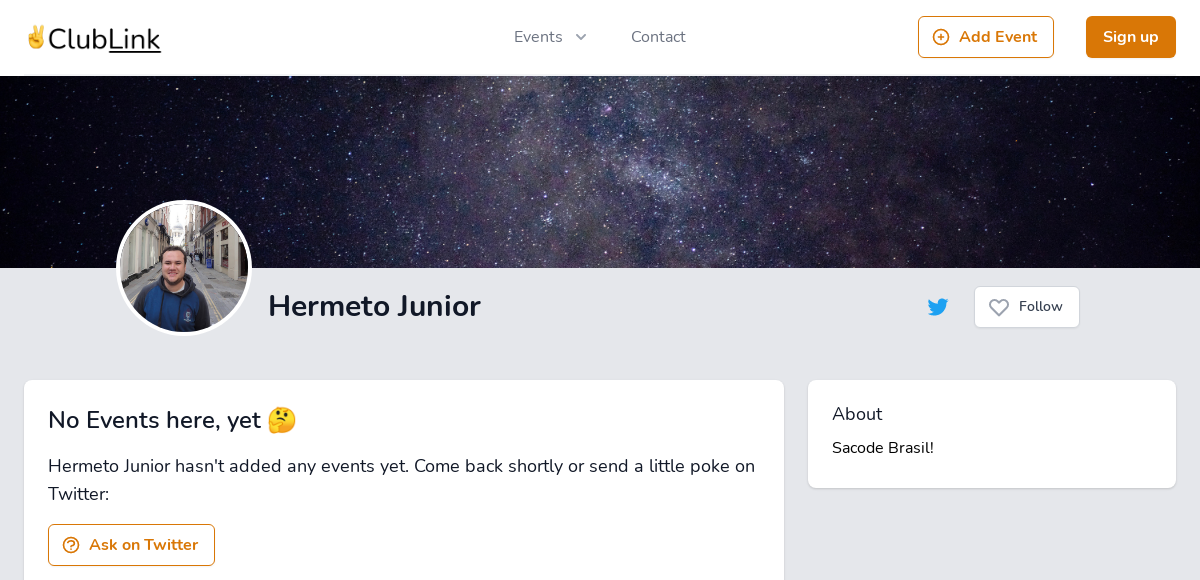 ✌️ClubLink
Events
Contact
Add Event
Sign up
Hermeto Junior
Follow
No Events here, yet 🤔
Hermeto Junior hasn't added any events yet. Come back shortly or send a little poke on
Twitter:
Ask on Twitter
About
Sacode Brasil!